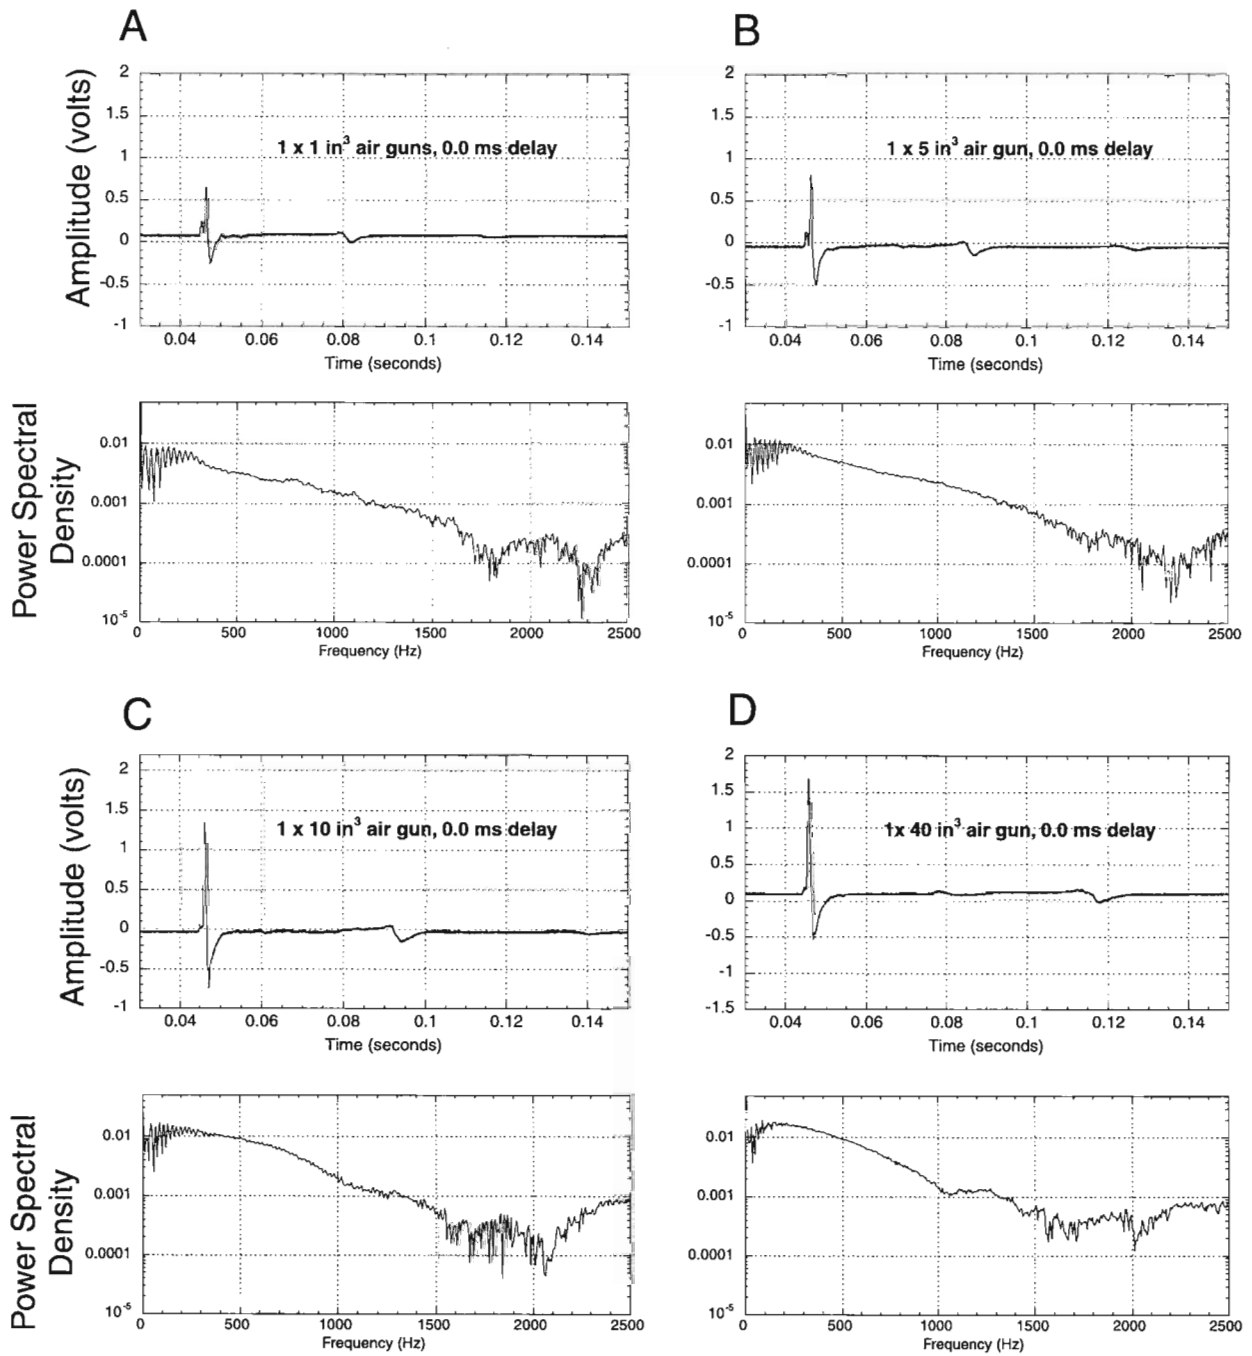 A
Amplitude (volts)
2
1.5
1
0.5
0
-0.5
-1
1 x 1 in³ air guns, 0.0 ms delay
0.04 0.06 0.08 0.1 0.12 0.14
Time (seconds)
Power Spectral
Density
0.01
0.001
0.0001
10⁻⁵
0 500 1000 1500 2000 2500
Frequency (Hz)
B
2
1.5
1
0.5
0
-0.5
-1
1 x 5 in³ air gun, 0.0 ms delay
0.04 0.06 0.08 0.1 0.12 0.14
Time (seconds)
0.01
0.001
0.0001
10⁻⁵
0 500 1000 1500 2000 2500
Frequency (Hz)
C
Amplitude (volts)
2
1.5
1
0.5
0
-0.5
-1
1 x 10 in³ air gun, 0.0 ms delay
0.04 0.06 0.08 0.1 0.12 0.14
Time (seconds)
Power Spectral
Density
0.01
0.001
0.0001
10⁻⁵
0 500 1000 1500 2000 2500
Frequency (Hz)
D
2
1.5
1
0.5
0
-0.5
-1
-1.5
1x 40 in³ air gun, 0.0 ms delay
0.04 0.06 0.08 0.1 0.12 0.14
Time (seconds)
0.01
0.001
0.0001
10⁻⁵
0 500 1000 1500 2000 2500
Frequency (Hz)